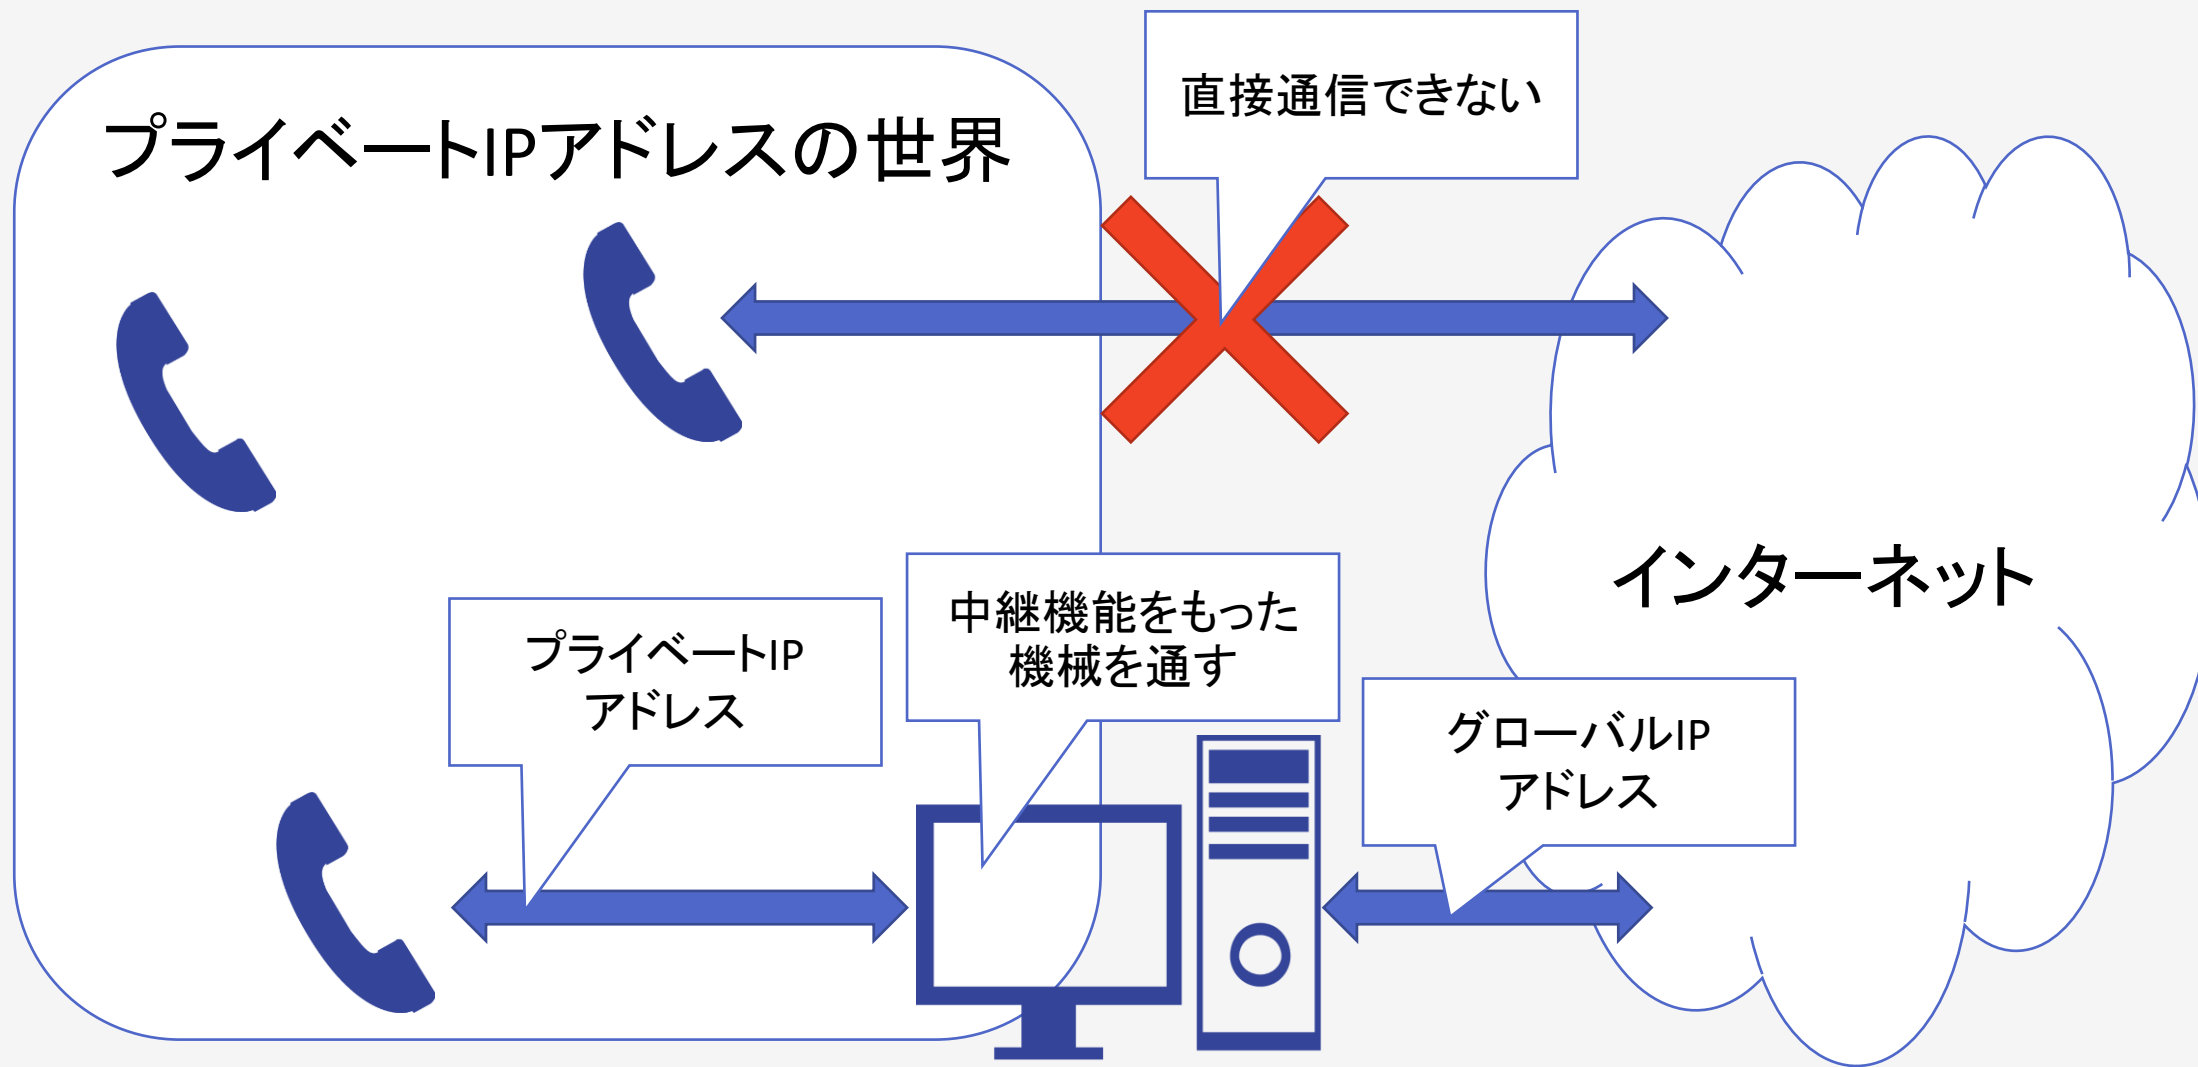 直接通信できない
プライベートIPアドレスの世界
インターネット
中継機能をもった
機械を通す
プライベートIP
アドレス
グローバルIP
アドレス